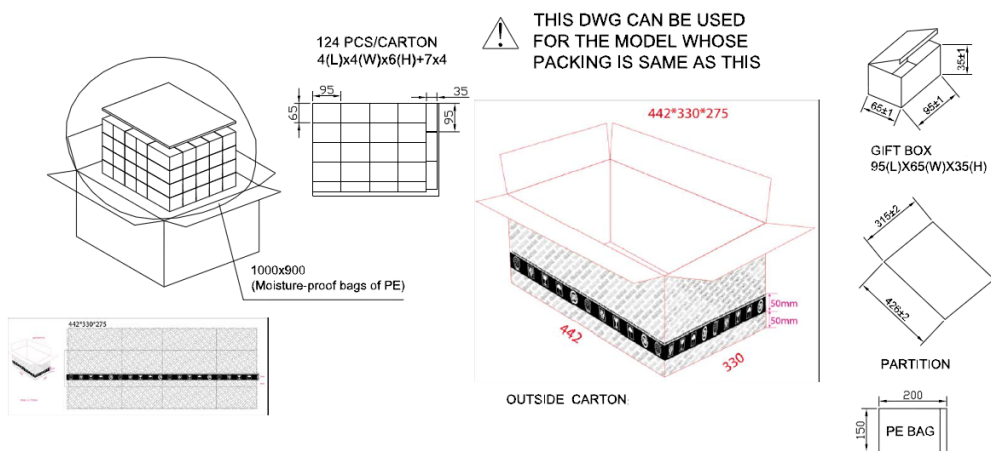 124 PCS/CARTON
4(L)x4(W)x6(H)+7x4
95
35
65
95
1000x900
(Moisture-proof bags of PE)
442*330*275
THIS DWG CAN BE USED
FOR THE MODEL WHOSE
PACKING IS SAME AS THIS
442*330*275
50mm
50mm
442
330
OUTSIDE CARTON
35±1
65±1
95±1
GIFT BOX
95(L)X65(W)X35(H)
315±2
426±2
PARTITION
200
150
PE BAG